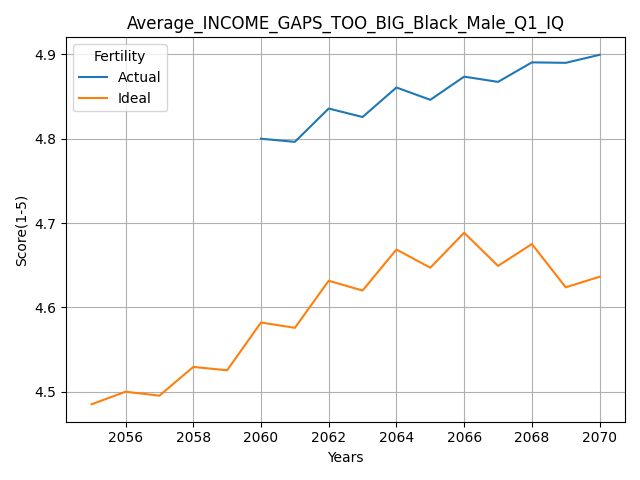 Average_INCOME_GAPS_TOO_BIG_Black_Male_Q1_IQ
Fertility
Actual
Ideal
4.9
4.8
4.7
4.6
4.5
Score(1-5)
2056 2058 2060 2062 2064 2066 2068 2070
Years